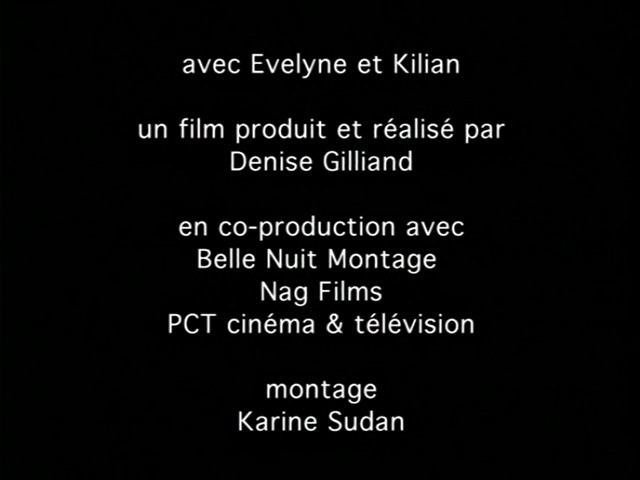 avec Evelyne et Kilian
un film produit et réalisé par
Denise Gilliand
en co-production avec
Belle Nuit Montage
Nag Films
PCT cinéma & télévision
montage
Karine Sudan